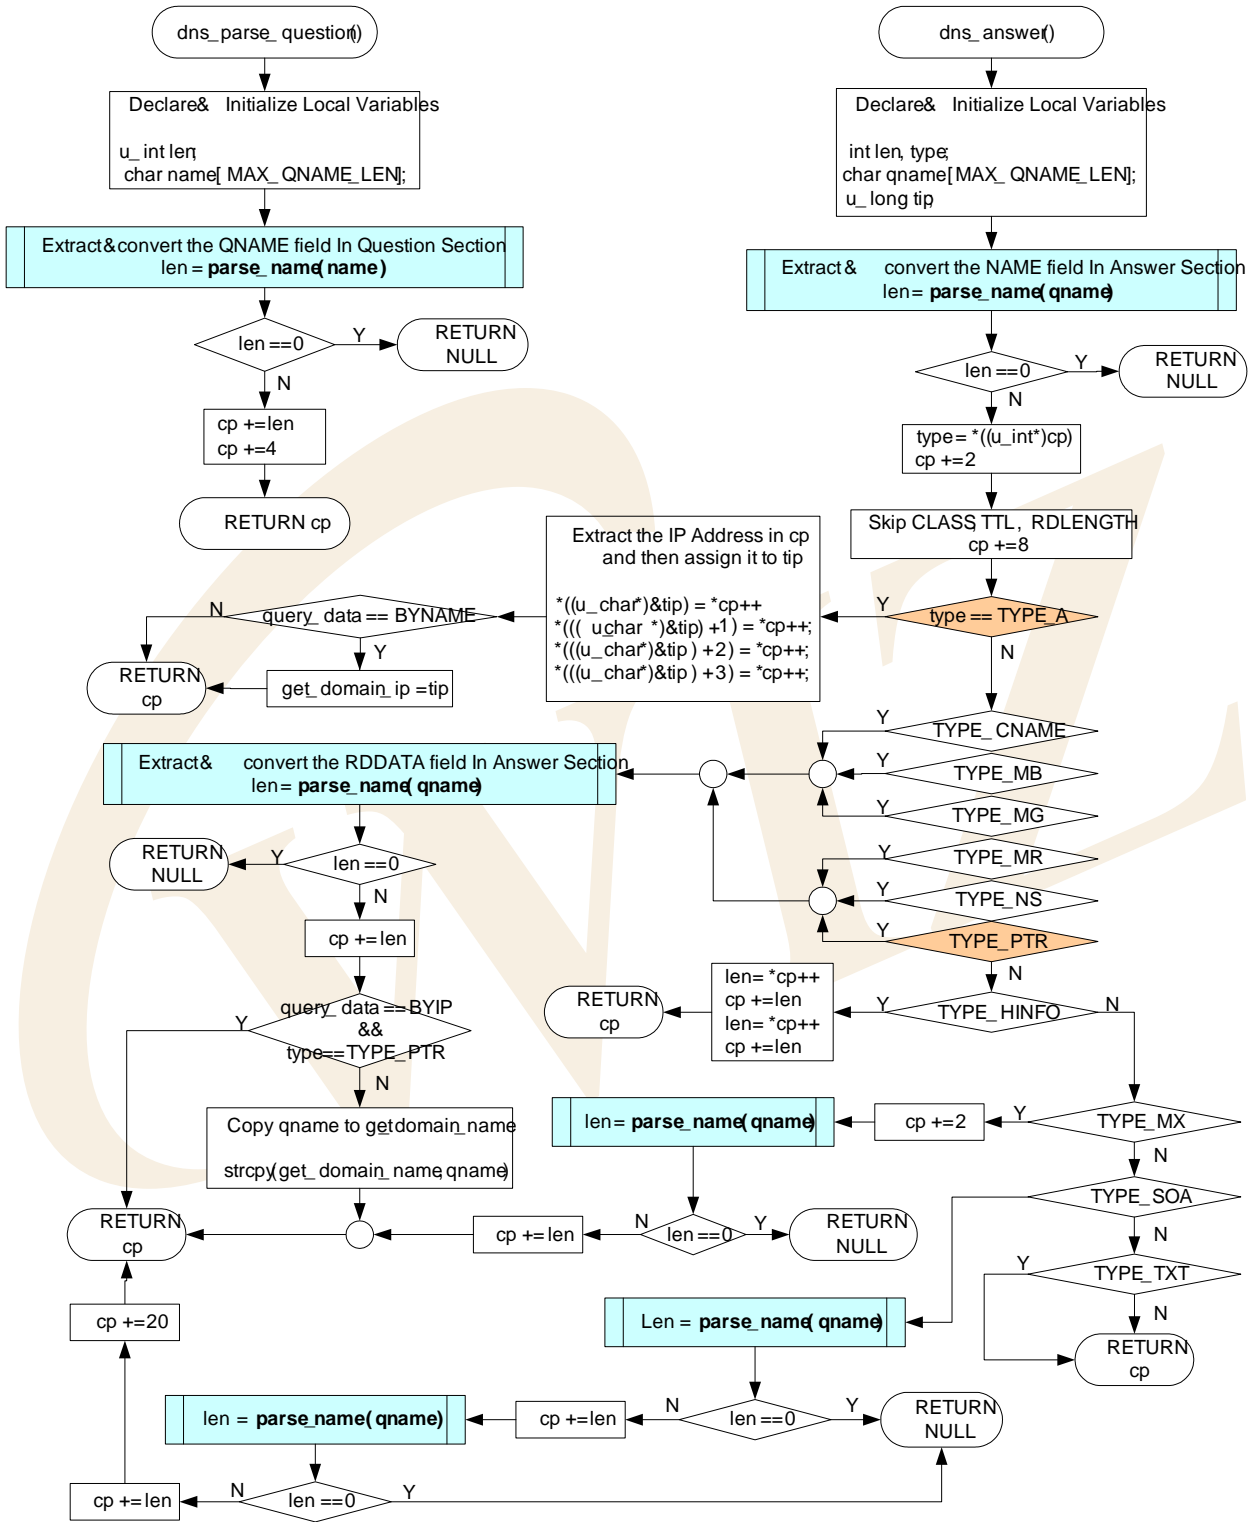 dns_parse_question()
Declare& Initialize Local Variables
u_int len;
char name[MAX_QNAME_LEN];
Extract&convert the QNAME field In Question Section
len = parse_name(name)
len ==0
Y
RETURN
NULL
N
cp +=len
cp +=4
RETURN cp
dns_answer()
Declare& Initialize Local Variables
int len, type;
char qname[MAX_QNAME_LEN];
u_long tip;
Extract& convert the NAME field In Answer Section
len= parse_name(qname)
len ==0
Y
RETURN
NULL
N
type= *((u_int*)cp)
cp +=2
Skip CLASS, TTL, RDLENGTH
cp +=8
type == TYPE_A
Y
N
Extract the IP Address in cp
and then assign it to tip
*((u_char*)&tip) = *cp++
*(((u_char *)&tip) +1) = *cp++;
*(((u_char*)&tip) +2) = *cp++;
*(((u_char*)&tip) +3) = *cp++;
query_data == BYNAME
N
Y
get_domain_ip =tip
RETURN
cp
TYPE_CNAME
Y
TYPE_MB
Y
TYPE_MG
Y
TYPE_MR
Y
TYPE_NS
Y
TYPE_PTR
Y
N
Extract& convert the RDDATA field In Answer Section
len= parse_name(qname)
len ==0
Y
RETURN
NULL
N
cp +=len
query_data ==BYIP
&&
type==TYPE_PTR
Y
N
Copy qname to get_domain_name
strcpy(get_domain_name,qname)
RETURN
cp
TYPE_HINFO
Y
N
len= *cp++
cp +=len
len= *cp++
cp +=len
RETURN
cp
TYPE_MX
Y
N
cp +=2
len= parse_name(qname)
len ==0
N
Y
cp +=len
RETURN
NULL
TYPE_SOA
N
TYPE_TXT
Y
N
RETURN
cp
Len = parse_name(qname)
len ==0
N
Y
cp +=len
RETURN
NULL
len = parse_name(qname)
len ==0
N
Y
cp +=len
cp +=20